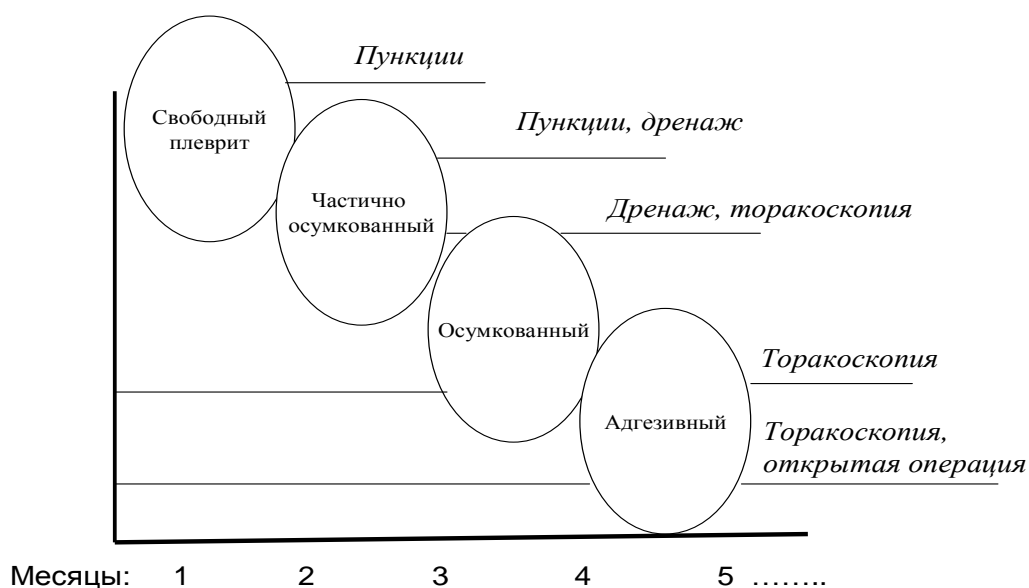 Пункции
Свободный
плеврит
Пункции, дренаж
Частично
осумкованный
Дренаж, торакоскопия
Осумкованный
Торакоскопия
Адгезивный
Торакоскопия,
открытая операция
Месяцы: 1 2 3 4 5 ........